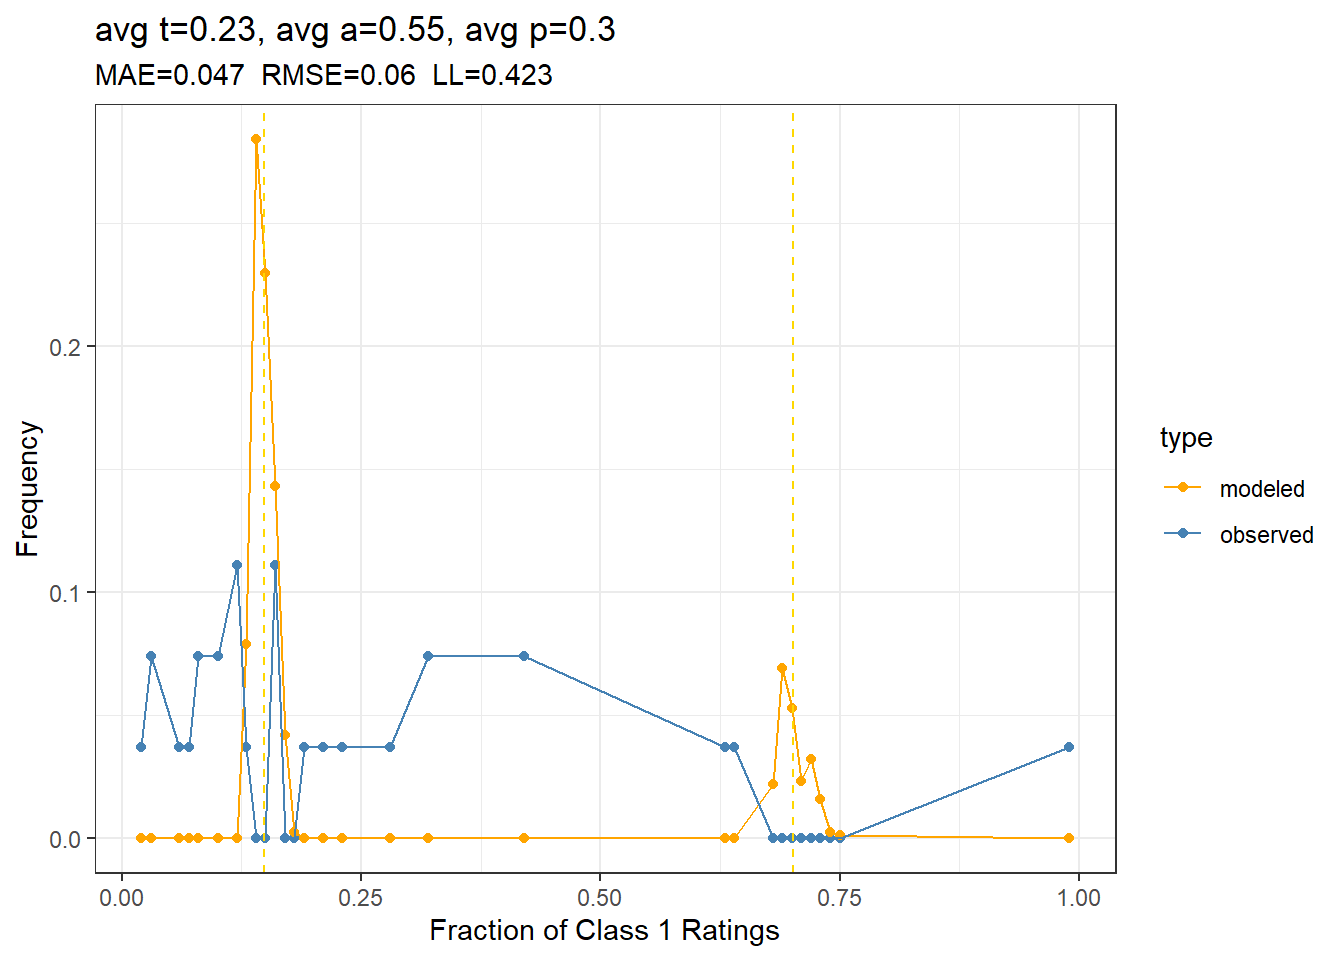 avg t=0.23, avg a=0.55, avg p=0.3
MAE=0.047 RMSE=0.06 LL=0.423
Frequency
0.2
0.1
0.0
0.00 0.25 0.50 0.75 1.00
Fraction of Class 1 Ratings
type
modeled
observed